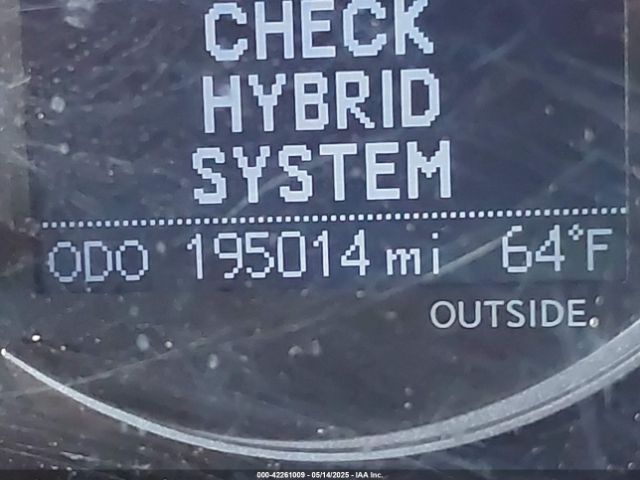 CHECK
HYBRID
SYSTEM
ODO 195014 mi 64°F
OUTSIDE
000-42261009 - 05/14/2025 - IAA Inc.